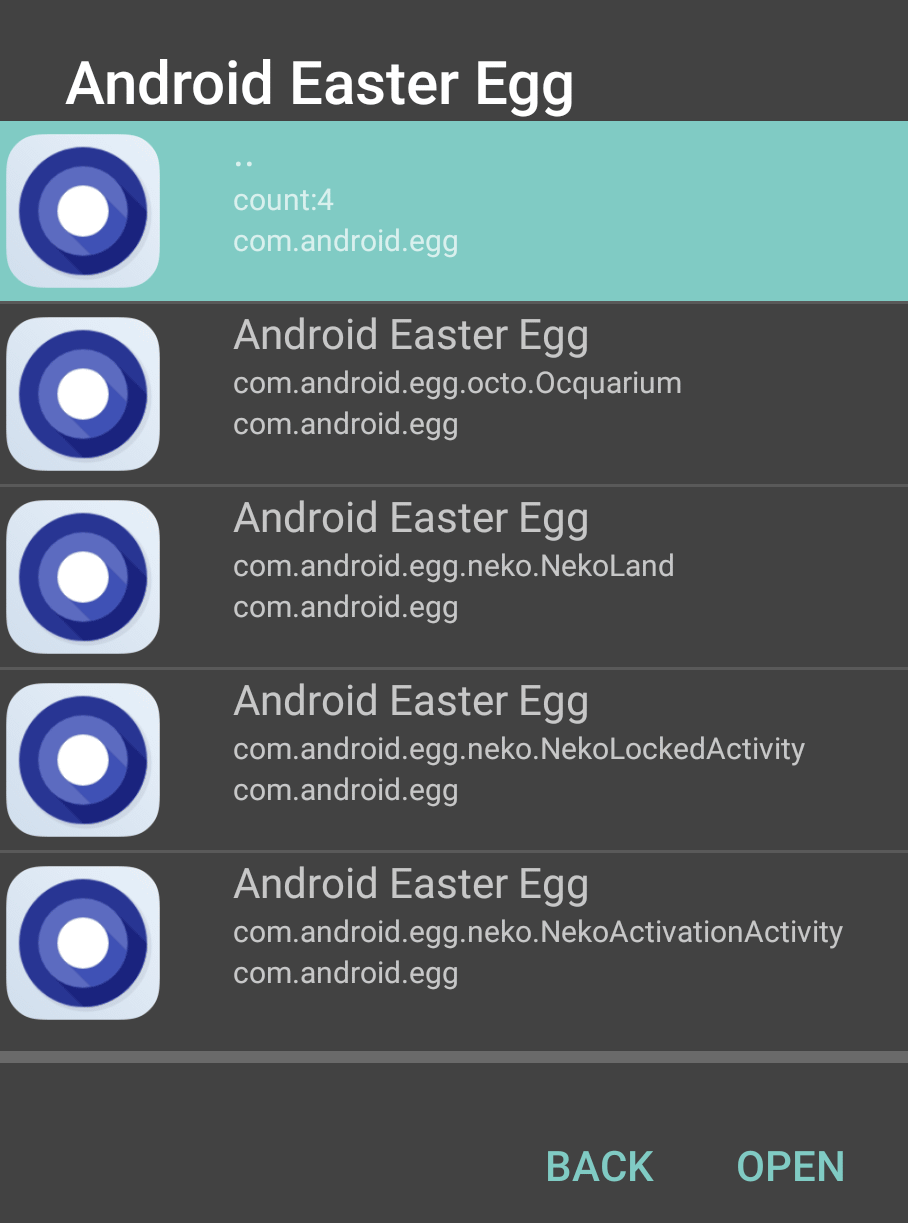 Android Easter Egg
..
count:4
com.android.egg
Android Easter Egg
com.android.egg.octo.Ocquarium
com.android.egg
Android Easter Egg
com.android.egg.neko.NekoLand
com.android.egg
Android Easter Egg
com.android.egg.neko.NekoLockedActivity
com.android.egg
Android Easter Egg
com.android.egg.neko.NekoActivationActivity
com.android.egg
BACK OPEN